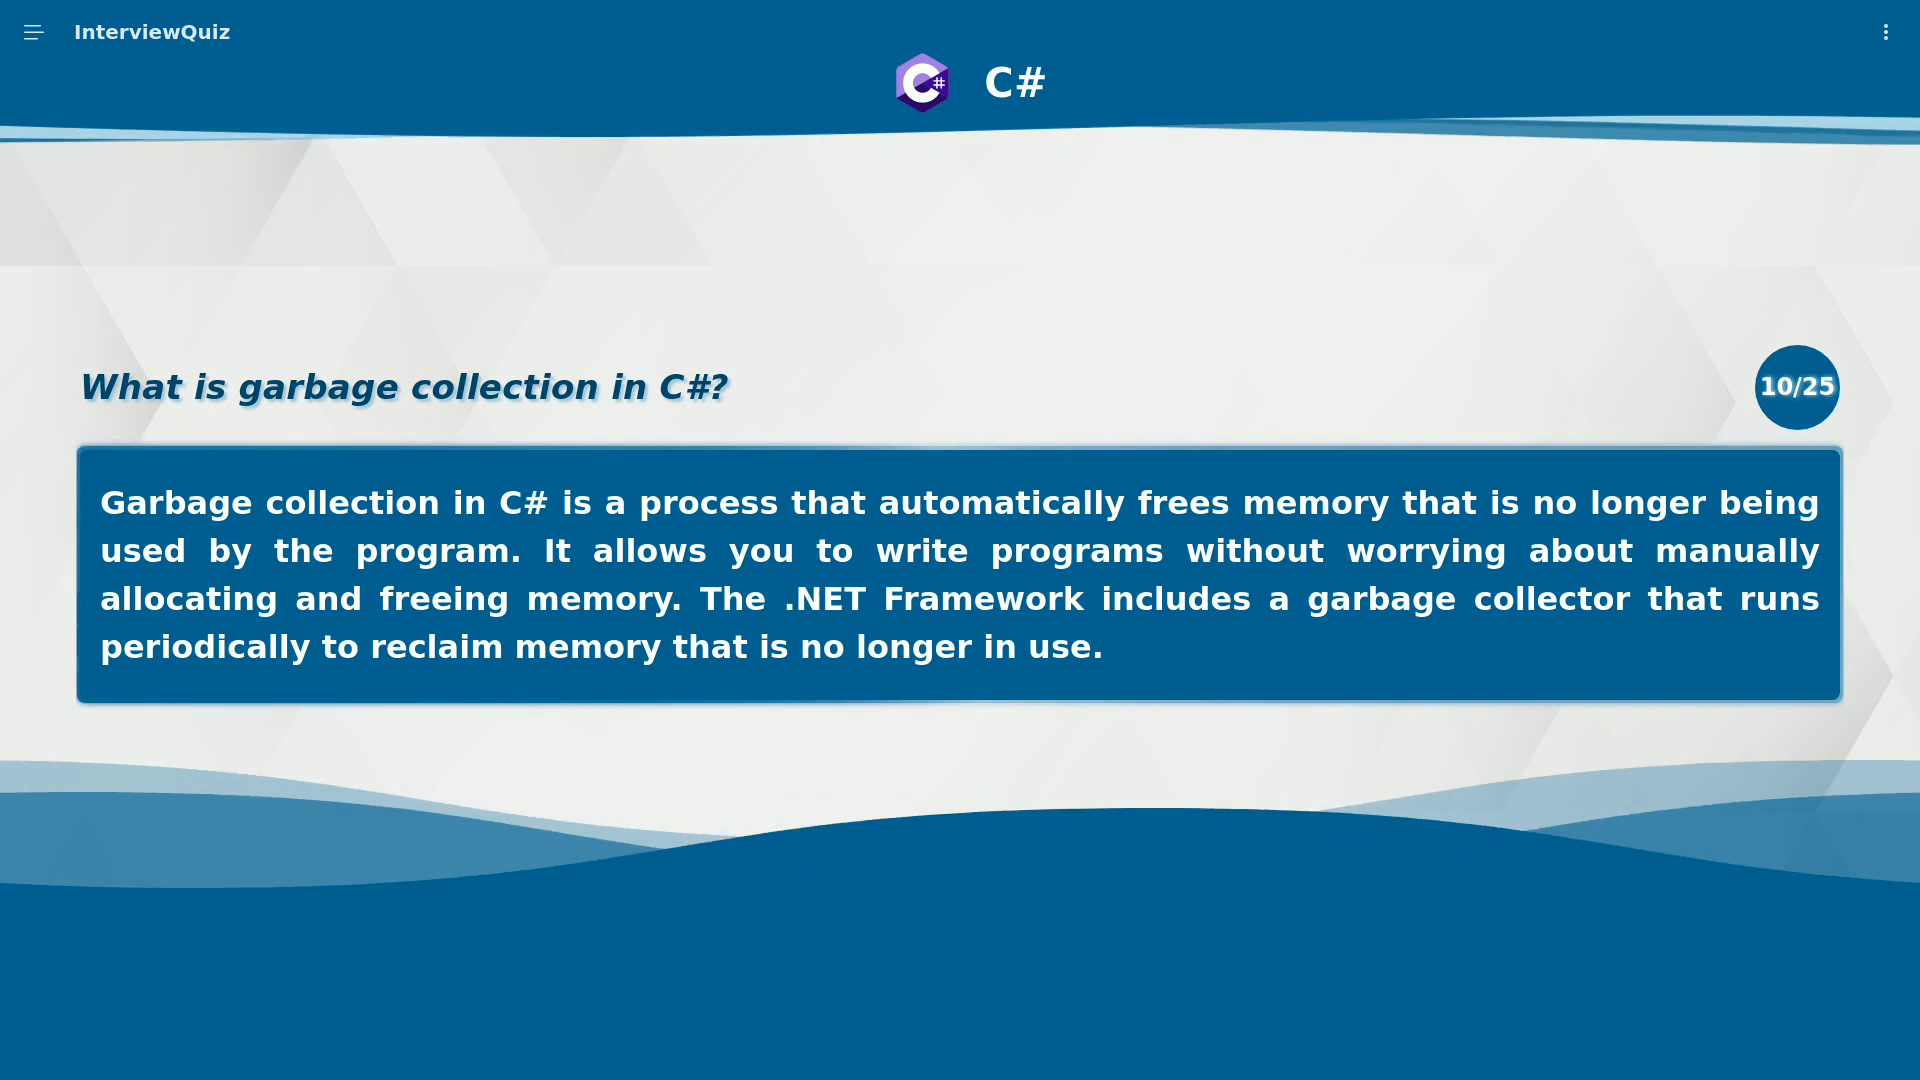 InterviewQuiz
C#
What is garbage collection in C#?
10/25
Garbage collection in C# is a process that automatically frees memory that is no longer being
used by the program. It allows you to write programs without worrying about manually
allocating and freeing memory. The .NET Framework includes a garbage collector that runs
periodically to reclaim memory that is no longer in use.